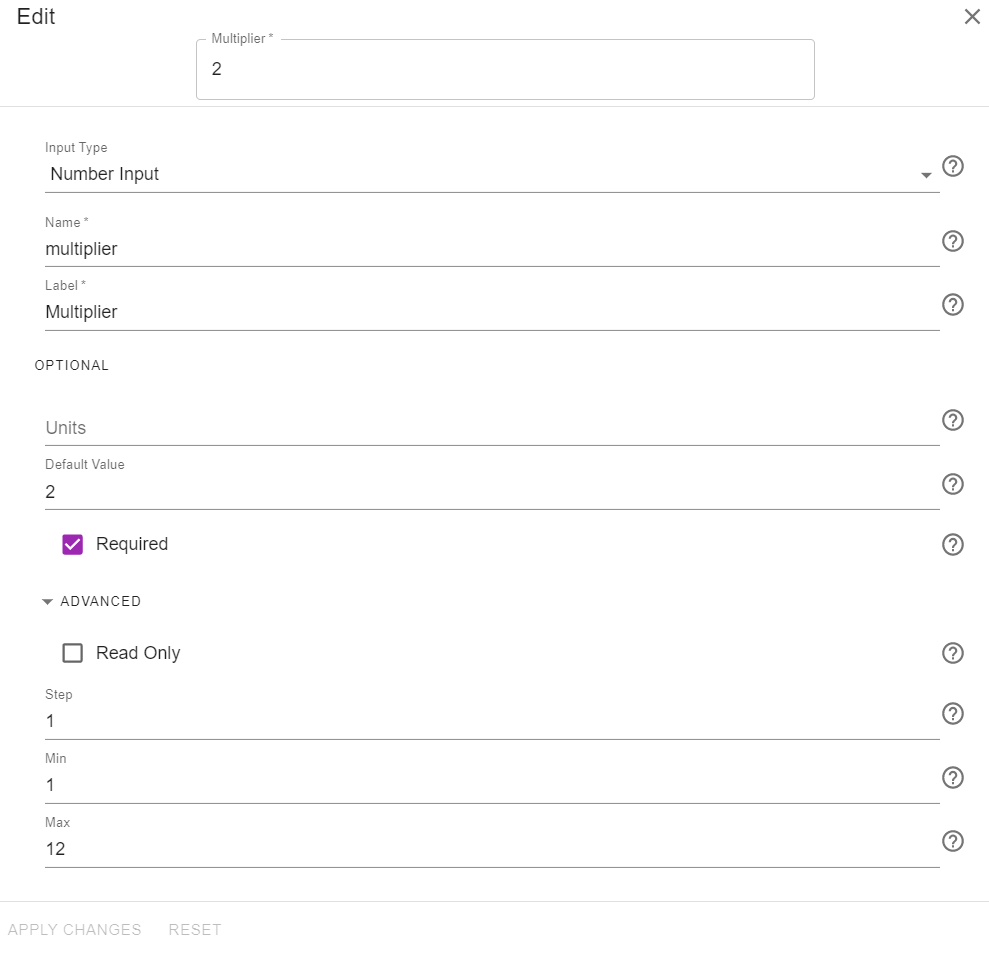 Edit
Multiplier *
2
Input Type
Number Input
Name *
multiplier
Label *
Multiplier
OPTIONAL
Units
Default Value
2
Required
ADVANCED
Read Only
Step
1
Min
1
Max
12
APPLY CHANGES RESET